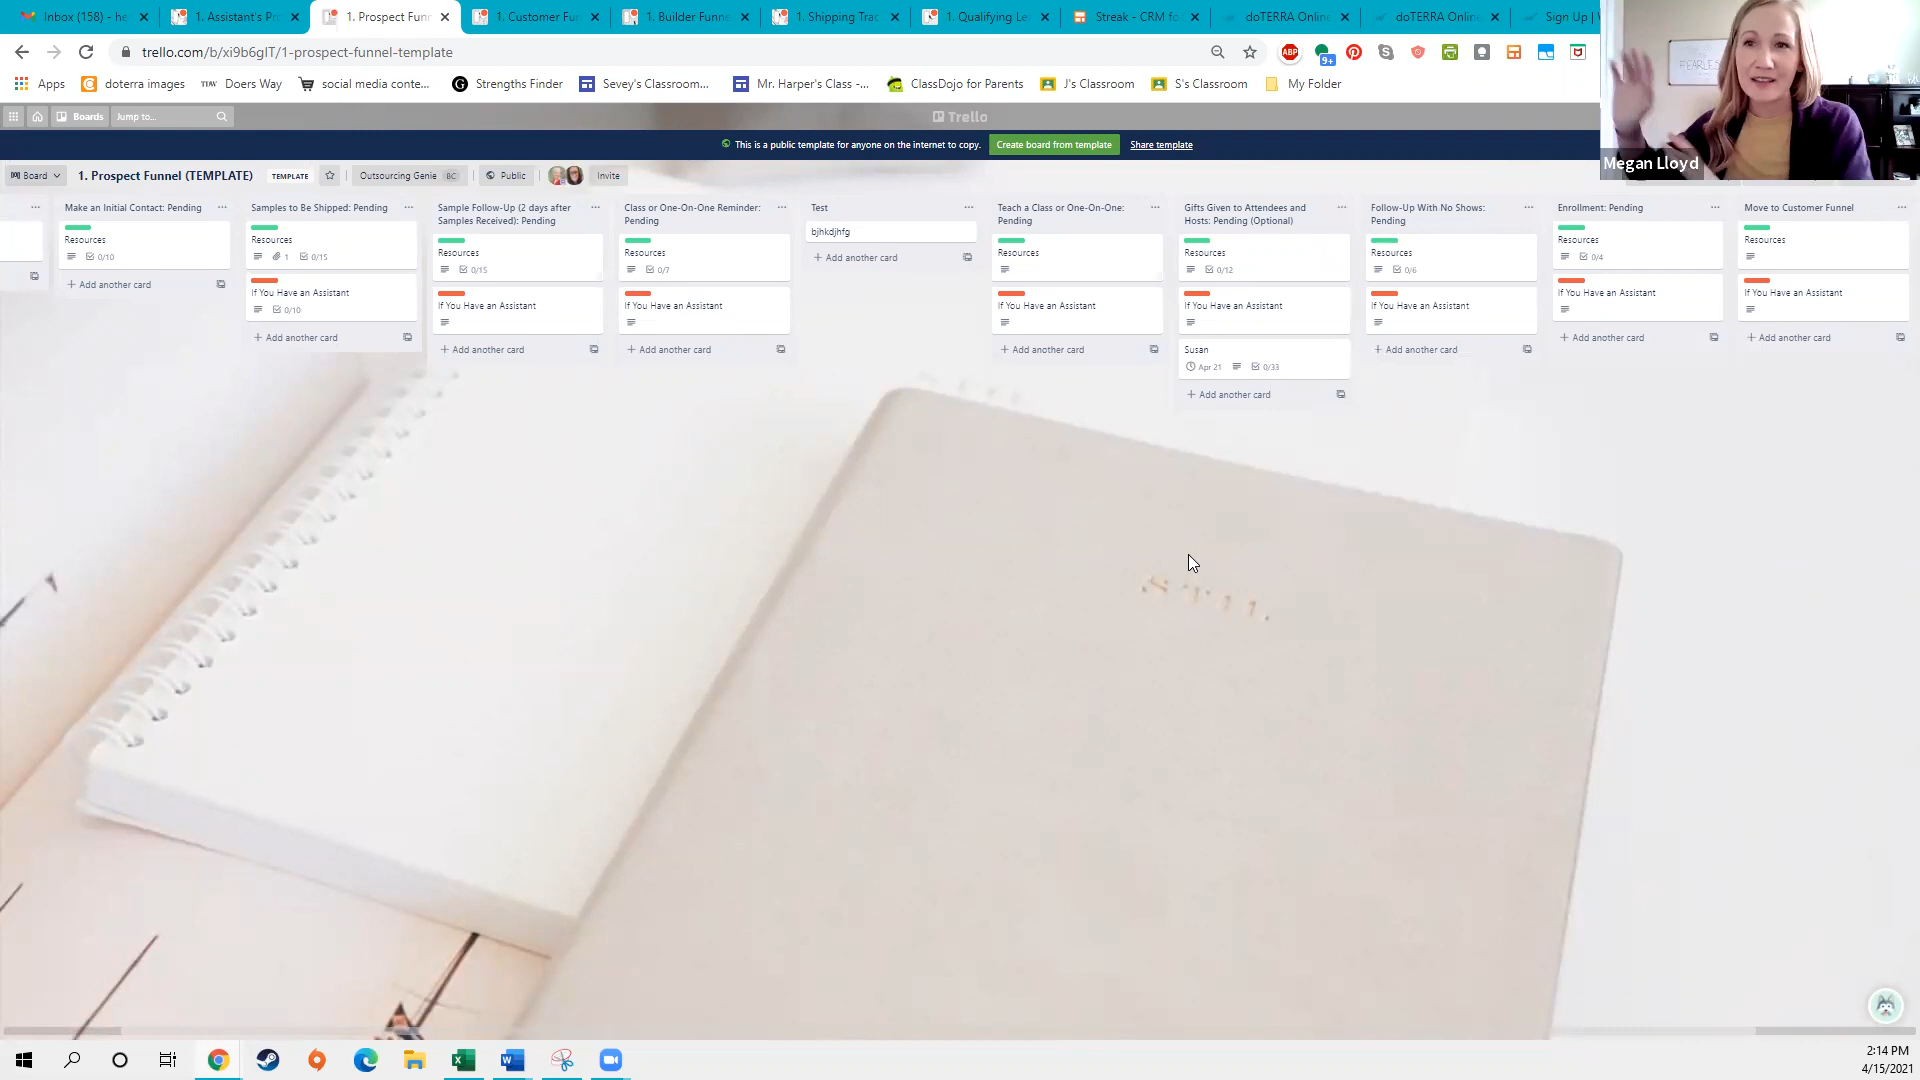 Inbox (158) - he
1. Assistant's Pro
1. Prospect Funn
1. Customer Fun
1. Builder Funne
1. Shipping Trac
1. Qualifying Le
Streak - CRM fo
doTERRA Online
doTERRA Online
Sign Up |
trello.com/b/xi9b6glT/1-prospect-funnel-template
ABP
9+
Apps
doterra images
Doers Way
social media conte...
Strengths Finder
Sevey's Classroom...
Mr. Harper's Class -...
ClassDojo for Parents
J's Classroom
S's Classroom
My Folder
Boards
Jump to...
Trello
This is a public template for anyone on the internet to copy.
Create board from template
Share template
Megan Lloyd
Board
1. Prospect Funnel (TEMPLATE)
TEMPLATE
Outsourcing Genie
BC
Public
Invite
Make an Initial Contact: Pending
Resources
0/10
+ Add another card
Samples to Be Shipped: Pending
Resources
1
0/15
If You Have an Assistant
0/10
+ Add another card
Sample Follow-Up (2 days after
Samples Received): Pending
Resources
0/15
If You Have an Assistant
+ Add another card
Class or One-On-One Reminder:
Pending
Resources
0/7
If You Have an Assistant
+ Add another card
Test
bjhkdjhfg
+ Add another card
Teach a Class or One-On-One:
Pending
Resources
If You Have an Assistant
+ Add another card
Gifts Given to Attendees and
Hosts: Pending (Optional)
Resources
0/12
If You Have an Assistant
Susan
Apr 21
0/33
+ Add another card
Follow-Up With No Shows:
Pending
Resources
0/6
If You Have an Assistant
+ Add another card
Enrollment: Pending
Resources
0/4
If You Have an Assistant
+ Add another card
Move to Customer Funnel
Resources
If You Have an Assistant
+ Add another card
2:14 PM
4/15/2021